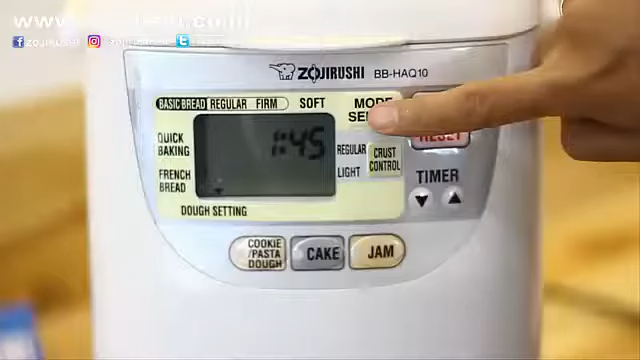 ZOJIRUSHI BB-HAQ10
BASIC BREAD REGULAR FIRM SOFT
MODE
QUICK BAKING
1:45
REGULAR
CRUST CONTROL
RESET
LIGHT
FRENCH BREAD
TIMER
DOUGH SETTING
COOKIE /PASTA DOUGH
CAKE
JAM